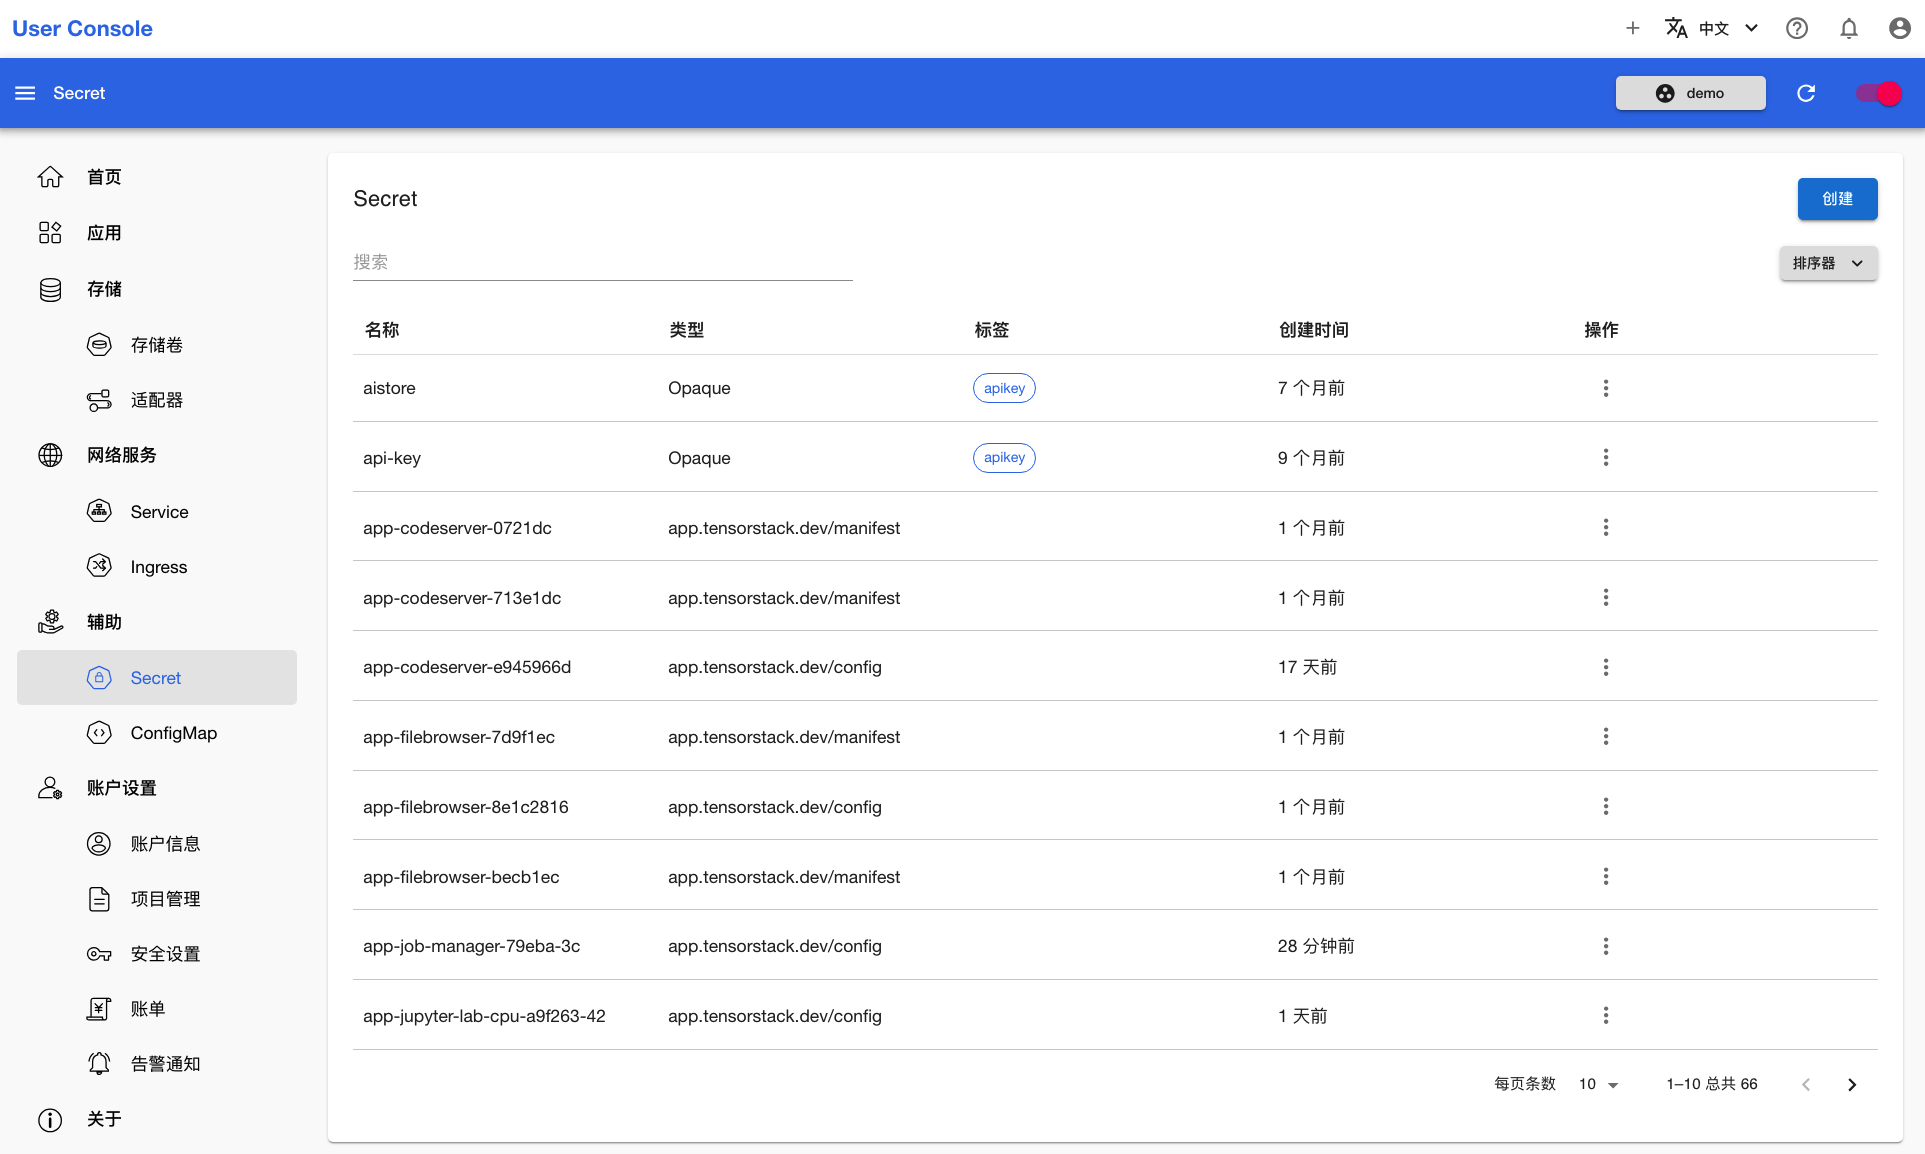 User Console
中文
Secret
demo
首页
应用
存储
存储卷
适配器
网络服务
Service
Ingress
辅助
Secret
ConfigMap
账户设置
账户信息
项目管理
安全设置
账单
告警通知
关于
Secret
创建
搜索
排序器
名称 类型 标签 创建时间 操作
aistore Opaque apikey 7 个月前
api-key Opaque apikey 9 个月前
app-codeserver-0721dc app.tensorstack.dev/manifest 1 个月前
app-codeserver-713e1dc app.tensorstack.dev/manifest 1 个月前
app-codeserver-e945966d app.tensorstack.dev/config 17 天前
app-filebrowser-7d9f1ec app.tensorstack.dev/manifest 1 个月前
app-filebrowser-8e1c2816 app.tensorstack.dev/config 1 个月前
app-filebrowser-becb1ec app.tensorstack.dev/manifest 1 个月前
app-job-manager-79eba-3c app.tensorstack.dev/config 28 分钟前
app-jupyter-lab-cpu-a9f263-42 app.tensorstack.dev/config 1 天前
每页条数 10 1–10 总共 66